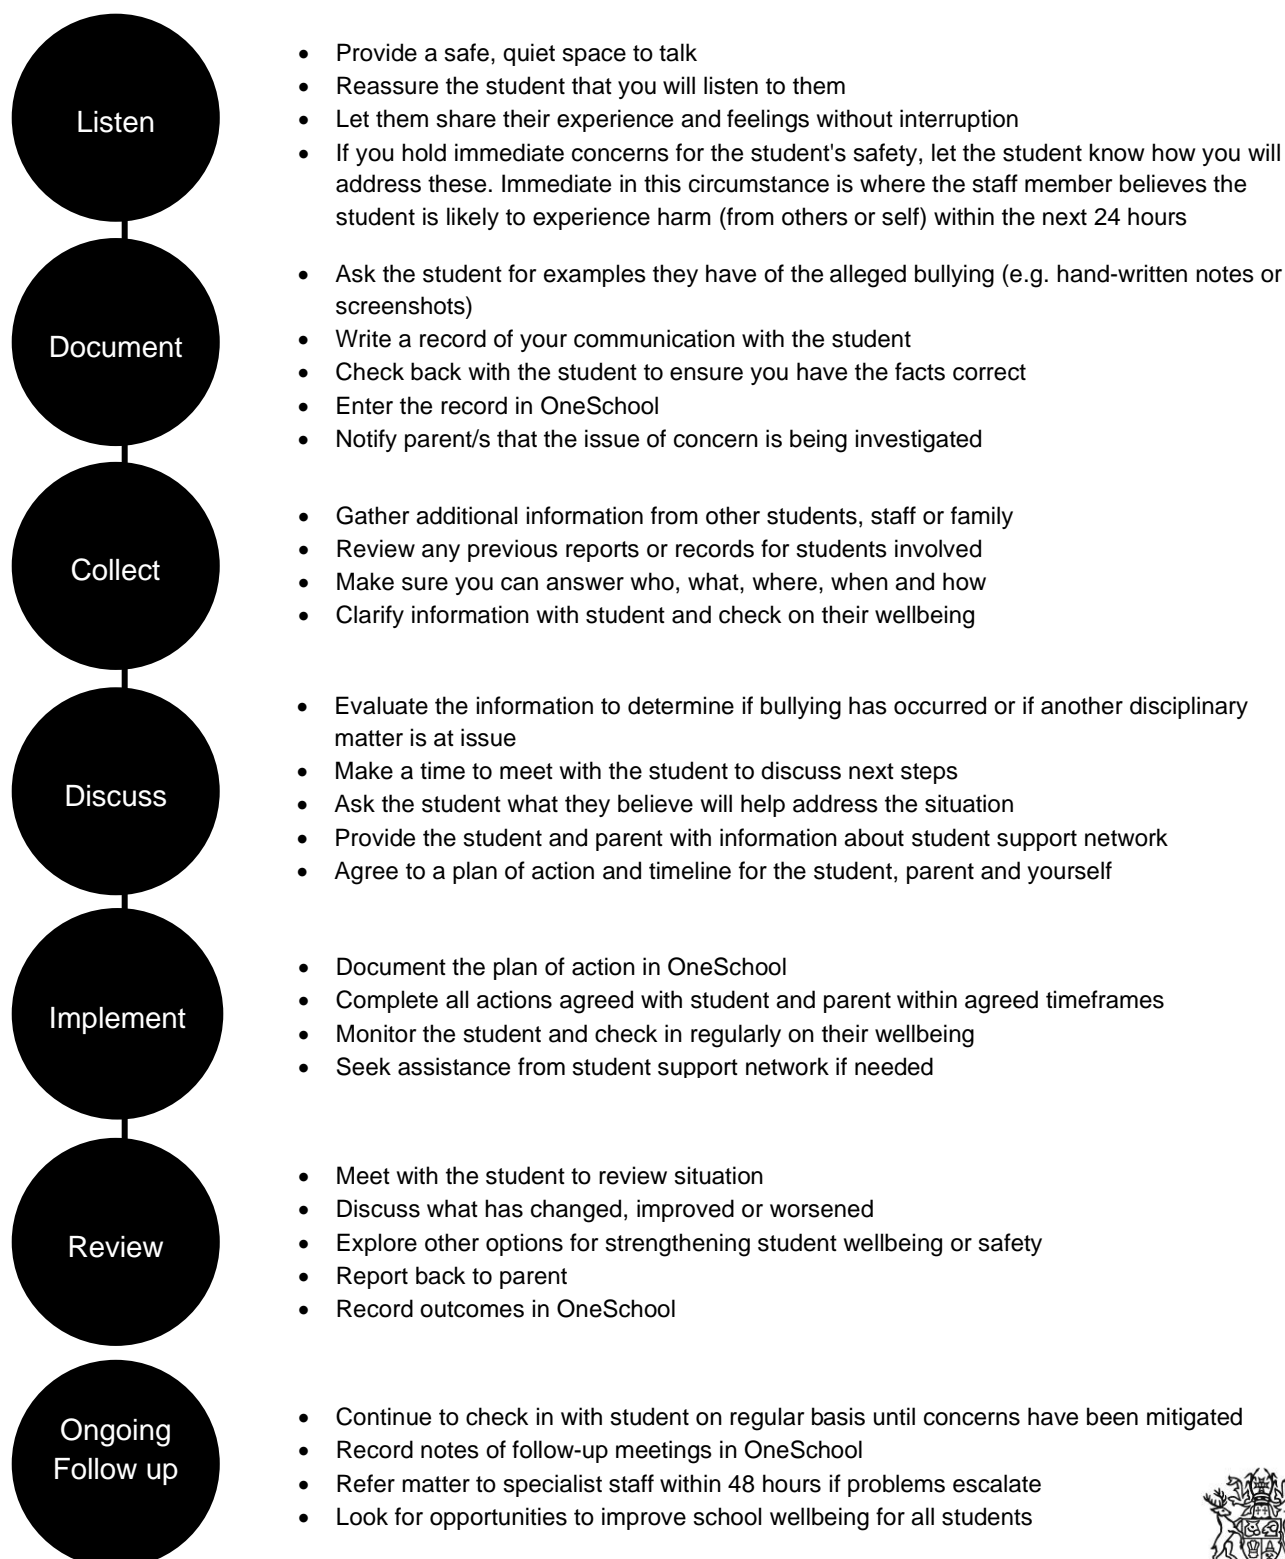 Listen
• Provide a safe, quiet space to talk
• Reassure the student that you will listen to them
• Let them share their experience and feelings without interruption
• If you hold immediate concerns for the student's safety, let the student know how you will
address these. Immediate in this circumstance is where the staff member believes the
student is likely to experience harm (from others or self) within the next 24 hours
Document
• Ask the student for examples they have of the alleged bullying (e.g. hand-written notes or
screenshots)
• Write a record of your communication with the student
• Check back with the student to ensure you have the facts correct
• Enter the record in OneSchool
• Notify parent/s that the issue of concern is being investigated
Collect
• Gather additional information from other students, staff or family
• Review any previous reports or records for students involved
• Make sure you can answer who, what, where, when and how
• Clarify information with student and check on their wellbeing
Discuss
• Evaluate the information to determine if bullying has occurred or if another disciplinary
matter is at issue
• Make a time to meet with the student to discuss next steps
• Ask the student what they believe will help address the situation
• Provide the student and parent with information about student support network
• Agree to a plan of action and timeline for the student, parent and yourself
Implement
• Document the plan of action in OneSchool
• Complete all actions agreed with student and parent within agreed timeframes
• Monitor the student and check in regularly on their wellbeing
• Seek assistance from student support network if needed
Review
• Meet with the student to review situation
• Discuss what has changed, improved or worsened
• Explore other options for strengthening student wellbeing or safety
• Report back to parent
• Record outcomes in OneSchool
Ongoing
Follow up
• Continue to check in with student on regular basis until concerns have been mitigated
• Record notes of follow-up meetings in OneSchool
• Refer matter to specialist staff within 48 hours if problems escalate
• Look for opportunities to improve school wellbeing for all students